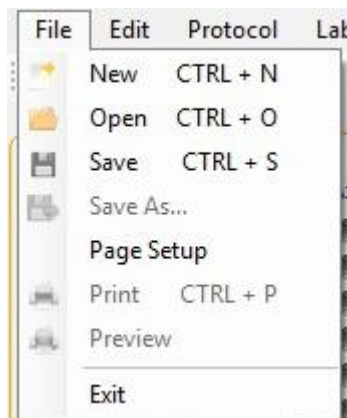 File Edit Protocol
New CTRL + N
Open CTRL + O
Save CTRL + S
Save As...
Page Setup
Print CTRL + P
Preview
Exit